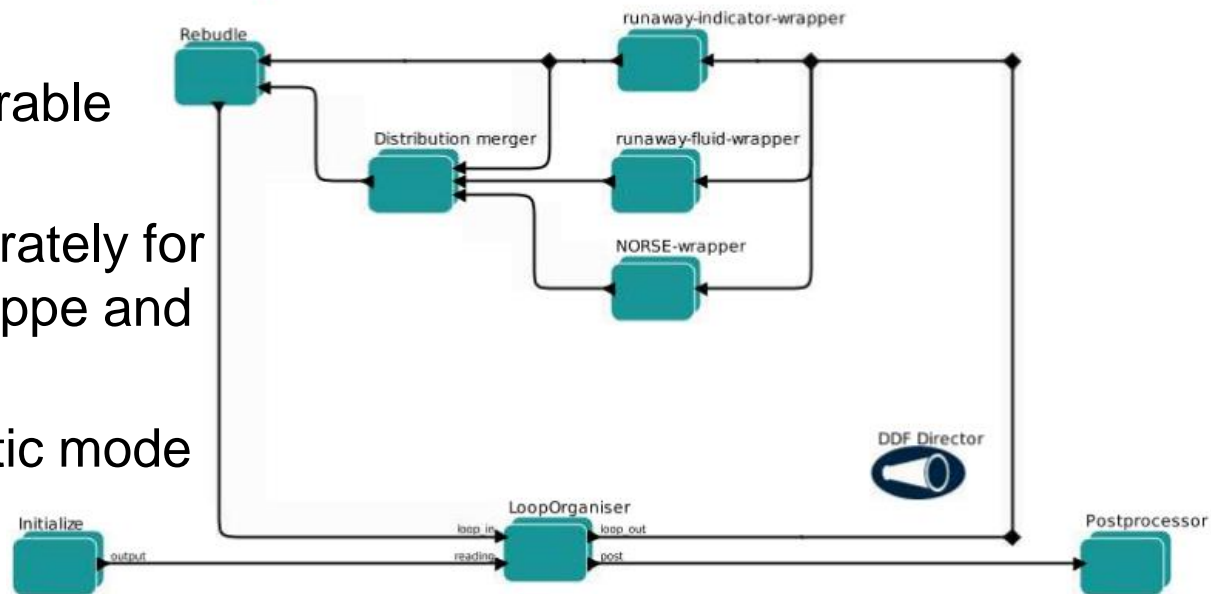 rable
rately for
ppe and
tic mode
runaway-indicator-wrapper
Rebudle
Distribution merger
runaway-fluid-wrapper
NORSE-wrapper
DDF Director
LoopOrganiser
loop_in
loop_out
reading
post
Initialize
output
Postprocessor